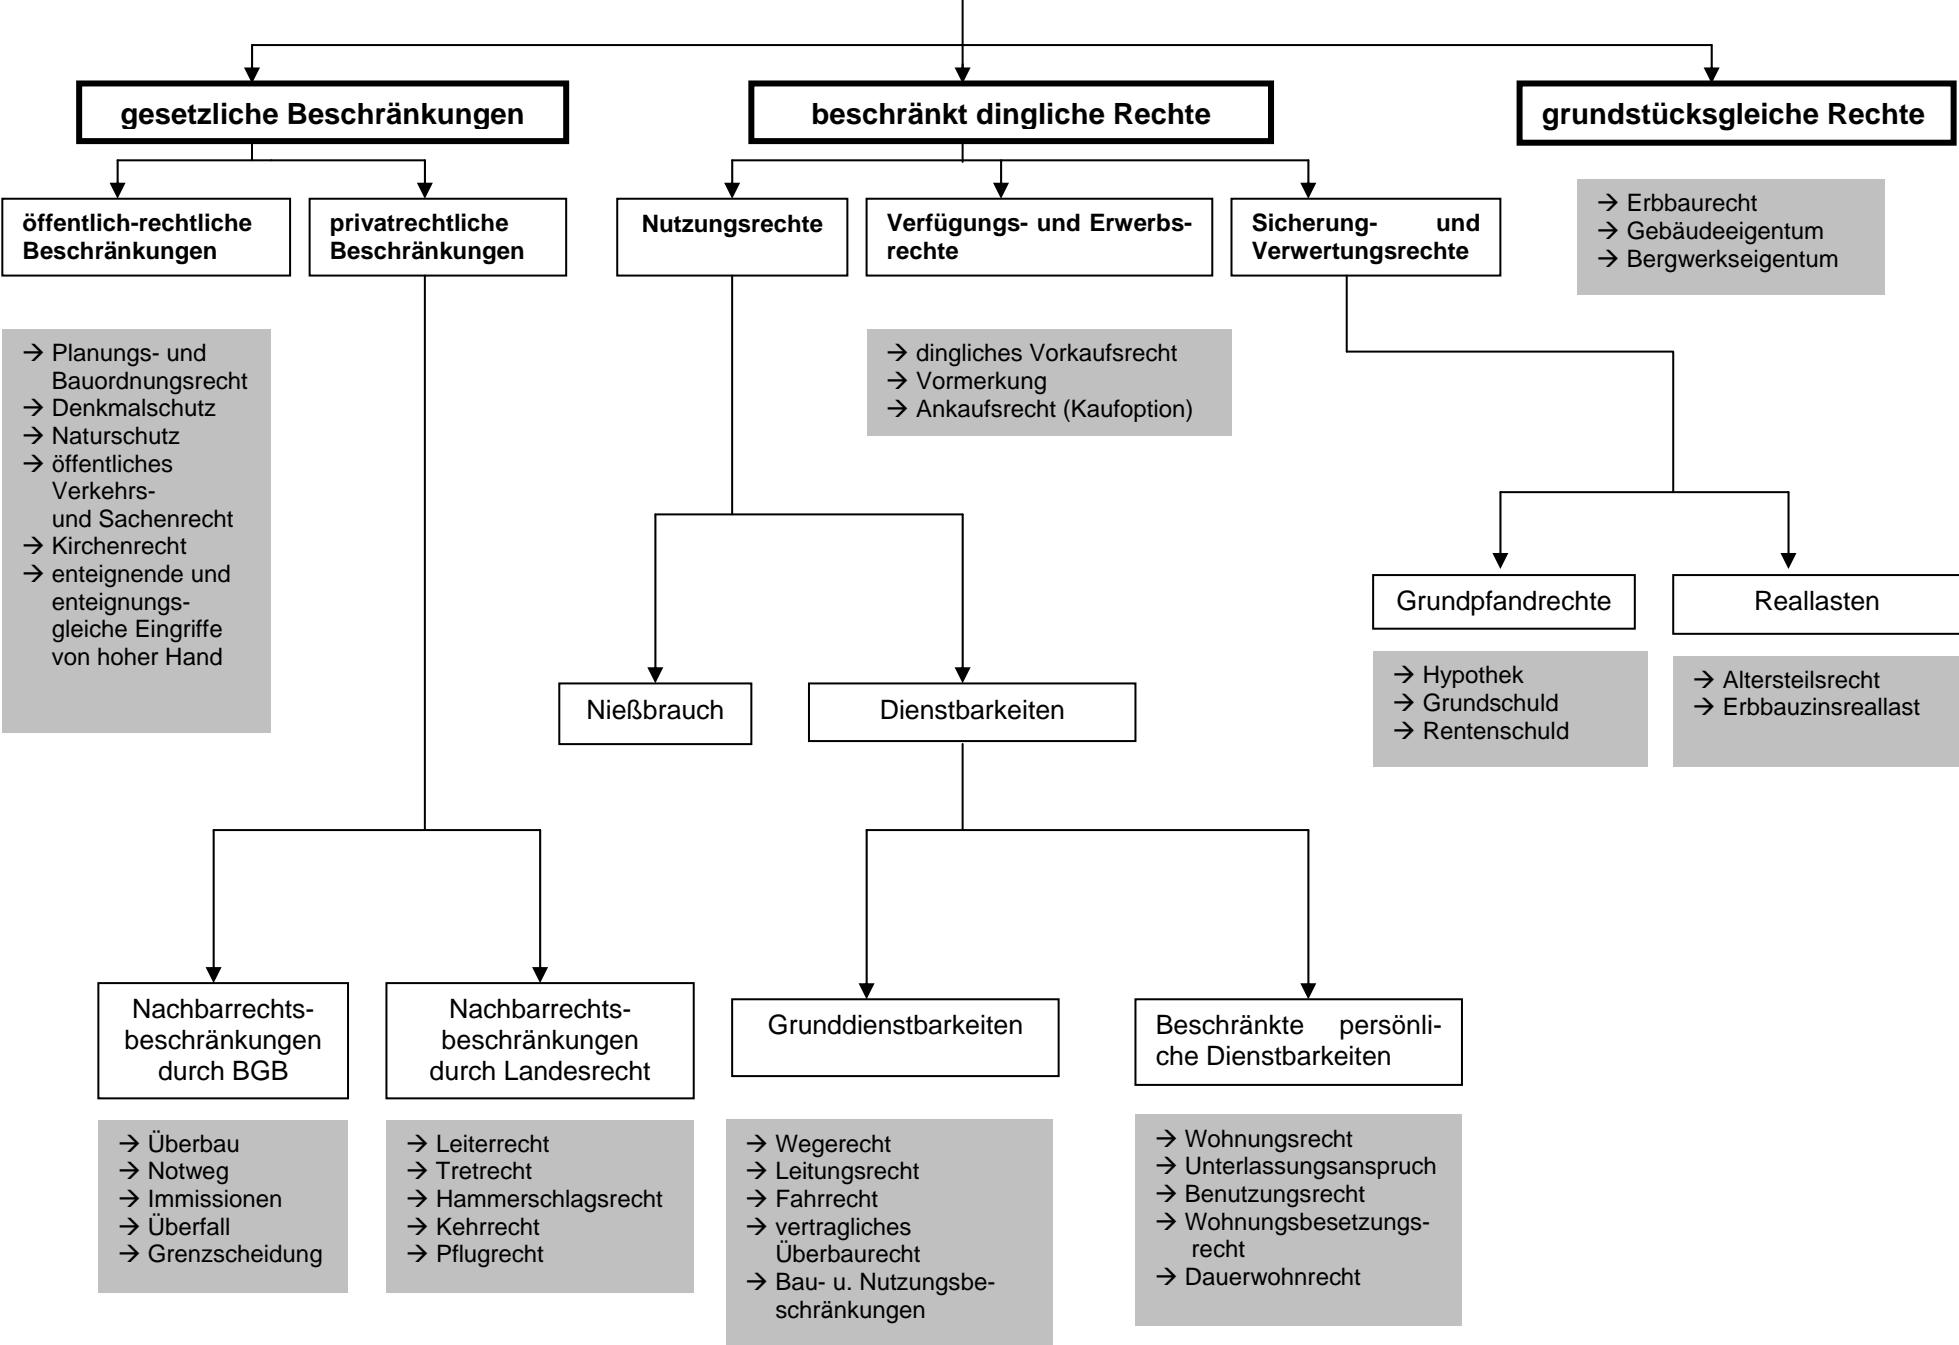 gesetzliche Beschränkungen
beschränkt dingliche Rechte
grundstücksgleiche Rechte
öffentlich-rechtliche
Beschränkungen
privatrechtliche
Beschränkungen
Nutzungsrechte
Verfügungs- und Erwerbs-
rechte
Sicherung- und
Verwertungsrechte
→ Erbbaurecht
→ Gebäudeeigentum
→ Bergwerkseigentum
→ Planungs- und
Bauordnungsrecht
→ Denkmalschutz
→ Naturschutz
→ öffentliches
Verkehrs-
und Sachenrecht
→ Kirchenrecht
→ enteignende und
enteignungs-
gleiche Eingriffe
von hoher Hand
→ dingliches Vorkaufsrecht
→ Vormerkung
→ Ankaufsrecht (Kaufoption)
Grundpfandrechte
Reallasten
→ Hypothek
→ Grundschuld
→ Rentenschuld
→ Altersteilsrecht
→ Erbbauzinsreallast
Nießbrauch
Dienstbarkeiten
Nachbarrechts-
beschränkungen
durch BGB
Nachbarrechts-
beschränkungen
durch Landesrecht
Grunddienstbarkeiten
Beschränkte persönli-
che Dienstbarkeiten
→ Überbau
→ Notweg
→ Immissionen
→ Überfall
→ Grenzscheidung
→ Leiterrecht
→ Tretrecht
→ Hammerschlagsrecht
→ Kehrrecht
→ Pflugrecht
→ Wegerecht
→ Leitungsrecht
→ Fahrrecht
→ vertragliches
Überbaurecht
→ Bau- u. Nutzungsbe-
schränkungen
→ Wohnungsrecht
→ Unterlassungsanspruch
→ Benutzungsrecht
→ Wohnungsbesetzungs-
recht
→ Dauerwohnrecht